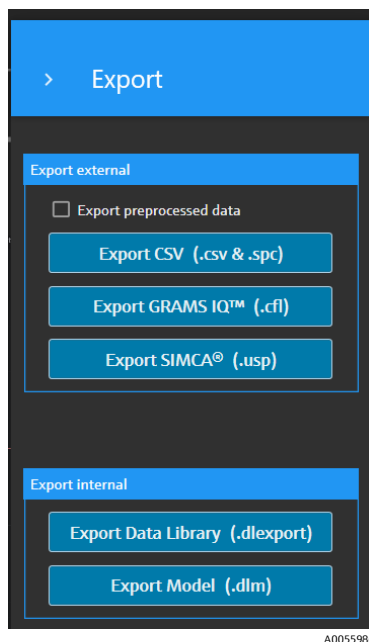 Export
Export external
Export preprocessed data
Export CSV (.csv & .spc)
Export GRAMS IQ™ (.cfl)
Export SIMCA® (.usp)
Export internal
Export Data Library (.dlexport)
Export Model (.dlm)
A005598